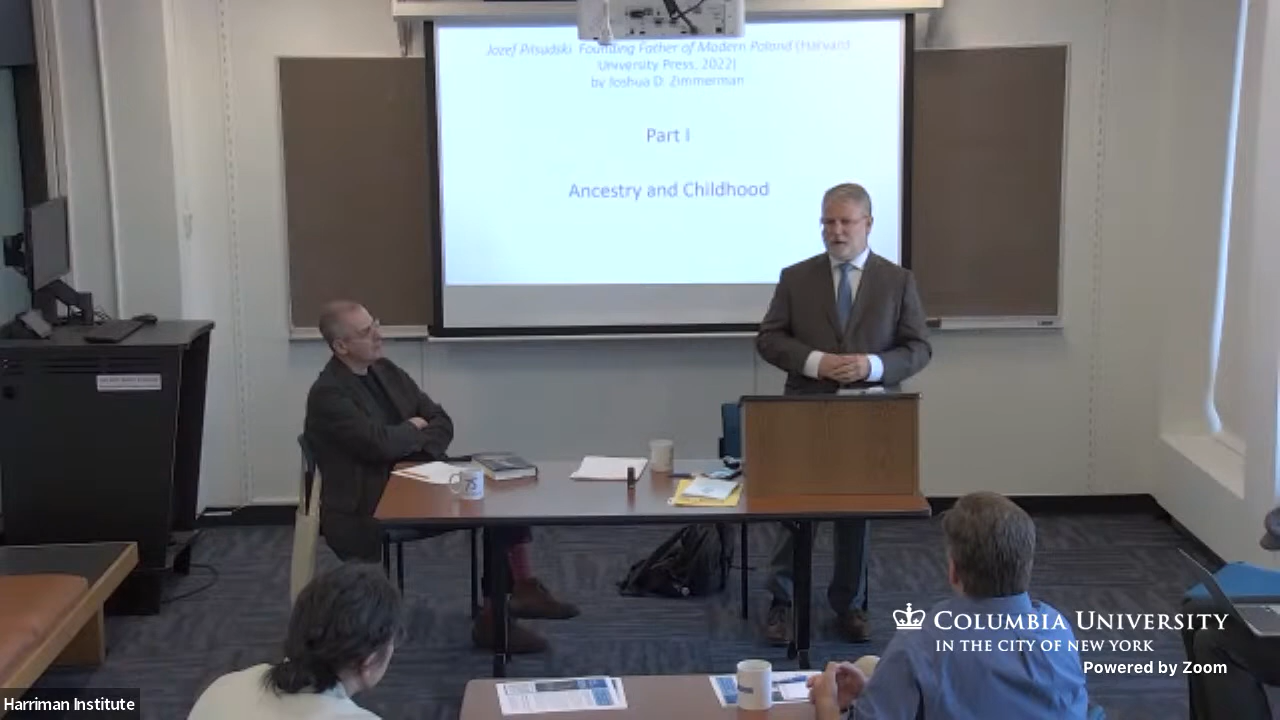 Jozef Pilsudski Founding Father of Modern Poland (Harvard
University Press, 2022)
by Joshua D. Zimmerman
Part I
Ancestry and Childhood
75
COLUMBIA UNIVERSITY
IN THE CITY OF NEW YORK
Powered by Zoom
Harriman Institute